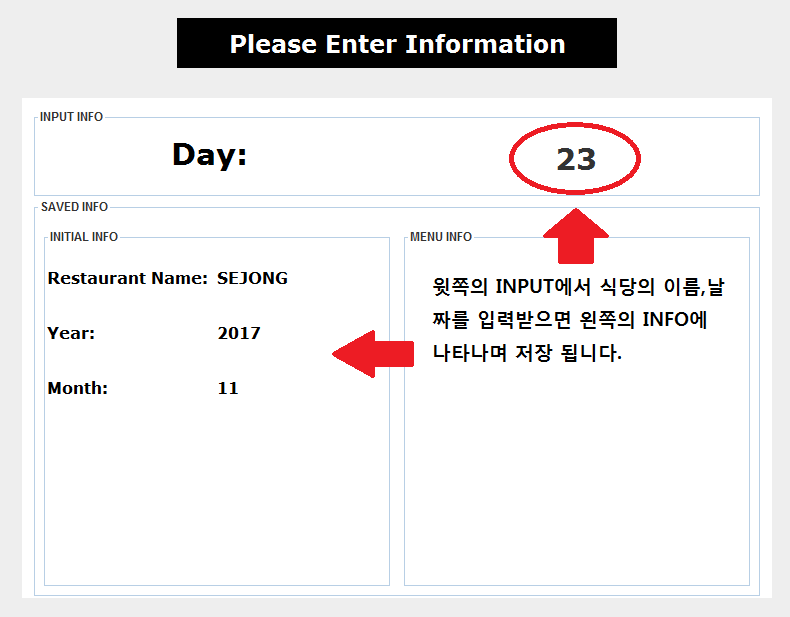 Please Enter Information
INPUT INFO
Day:
23
SAVED INFO
INITIAL INFO
Restaurant Name: SEJONG
Year: 2017
Month: 11
MENU INFO
윗쪽의 INPUT에서 식당의 이름,날
짜를 입력받으면 왼쪽의 INFO에
나타나며 저장 됩니다.